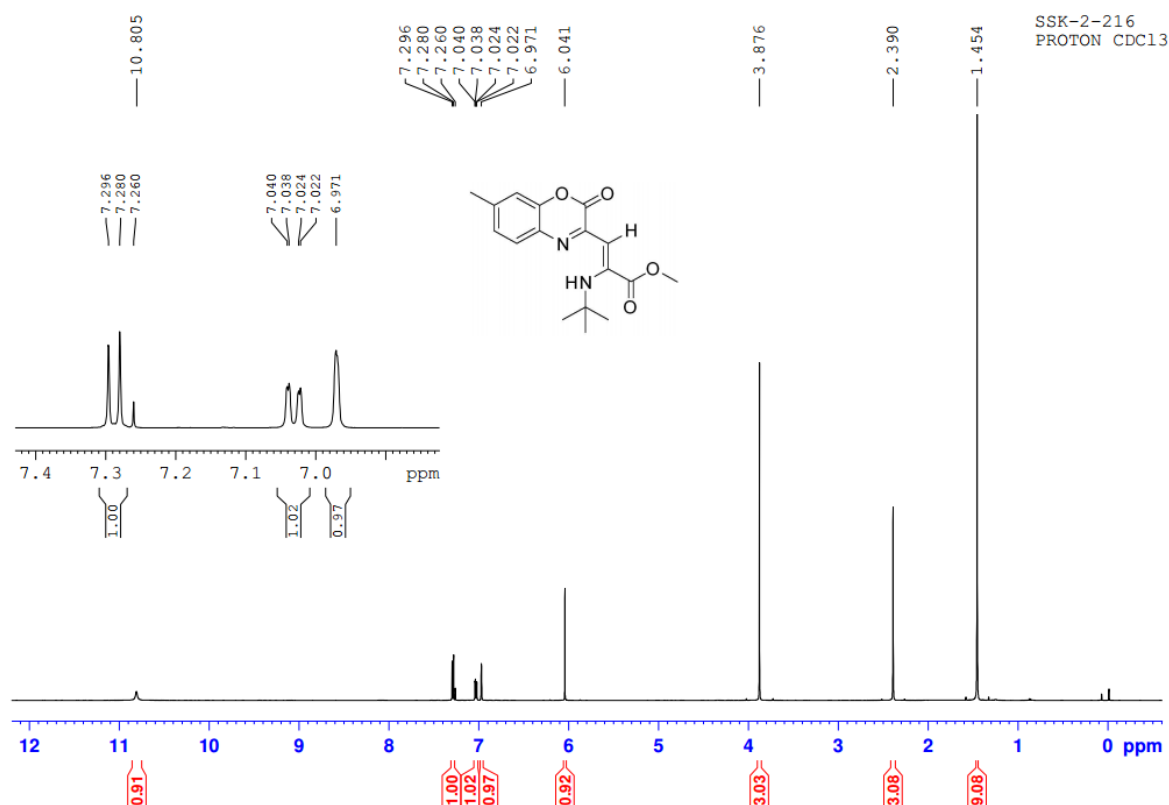 SSK-2-216
PROTON CDCl3
10.805
7.296
7.280
7.260
7.040
7.038
7.024
7.022
6.971
6.041
3.876
2.390
1.454
7.296
7.280
7.260
7.040
7.038
7.024
7.022
6.971
O
O
N
H
HN
O
O
7.4 7.3 7.2 7.1 7.0 ppm
1.00
1.02
0.97
12 11 10 9 8 7 6 5 4 3 2 1 0 ppm
0.91
1.00
1.02
0.97
0.92
3.03
3.08
9.08